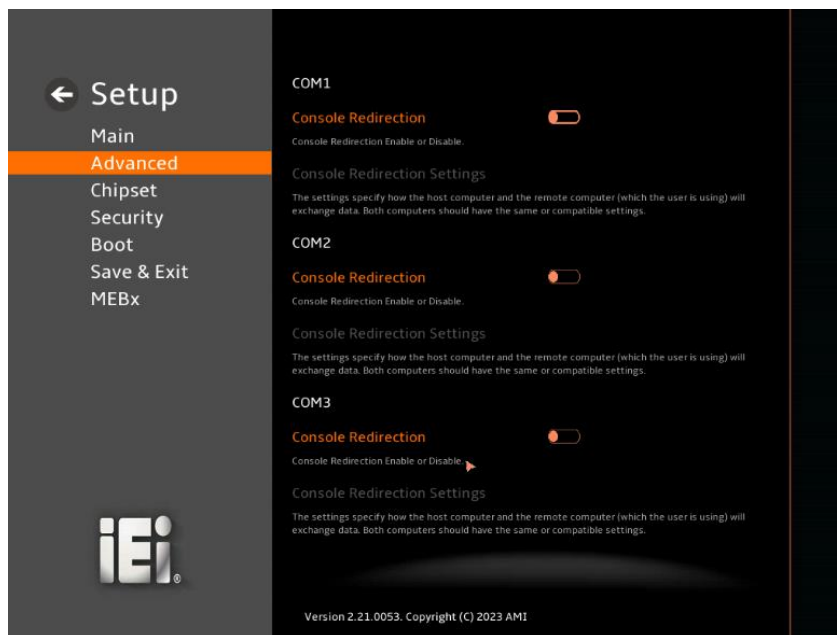 Setup
Main
Advanced
Chipset
Security
Boot
Save & Exit
MEBx
COM1
Console Redirection
Console Redirection Enable or Disable.
Console Redirection Settings
The settings specify how the host computer and the remote computer (which the user is using) will
exchange data. Both computers should have the same or compatible settings.
COM2
Console Redirection
Console Redirection Enable or Disable.
Console Redirection Settings
The settings specify how the host computer and the remote computer (which the user is using) will
exchange data. Both computers should have the same or compatible settings.
COM3
Console Redirection
Console Redirection Enable or Disable.
Console Redirection Settings
The settings specify how the host computer and the remote computer (which the user is using) will
exchange data. Both computers should have the same or compatible settings.
iEi®
Version 2.21.0053. Copyright (C) 2023 AMI